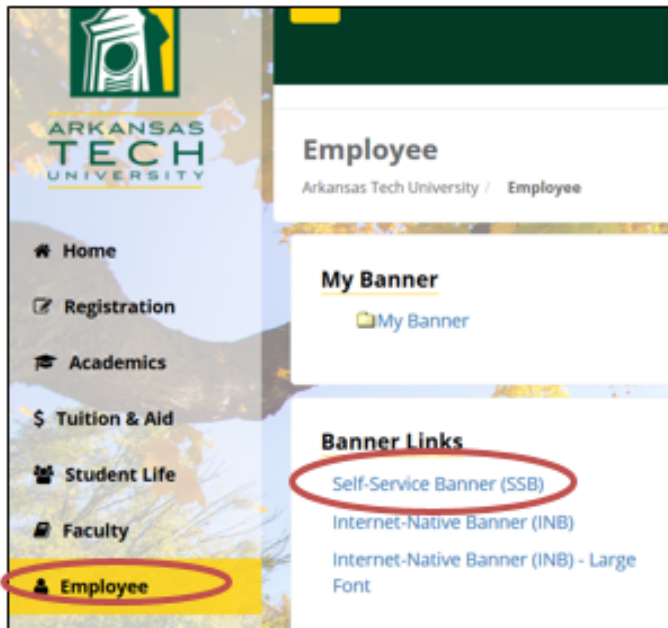 ARKANSAS
TECH
UNIVERSITY
Home
Registration
Academics
$ Tuition & Aid
Student Life
Faculty
Employee
Employee
Arkansas Tech University / Employee
My Banner
My Banner
Banner Links
Self-Service Banner (SSB)
Internet-Native Banner (INB)
Internet-Native Banner (INB) - Large
Font